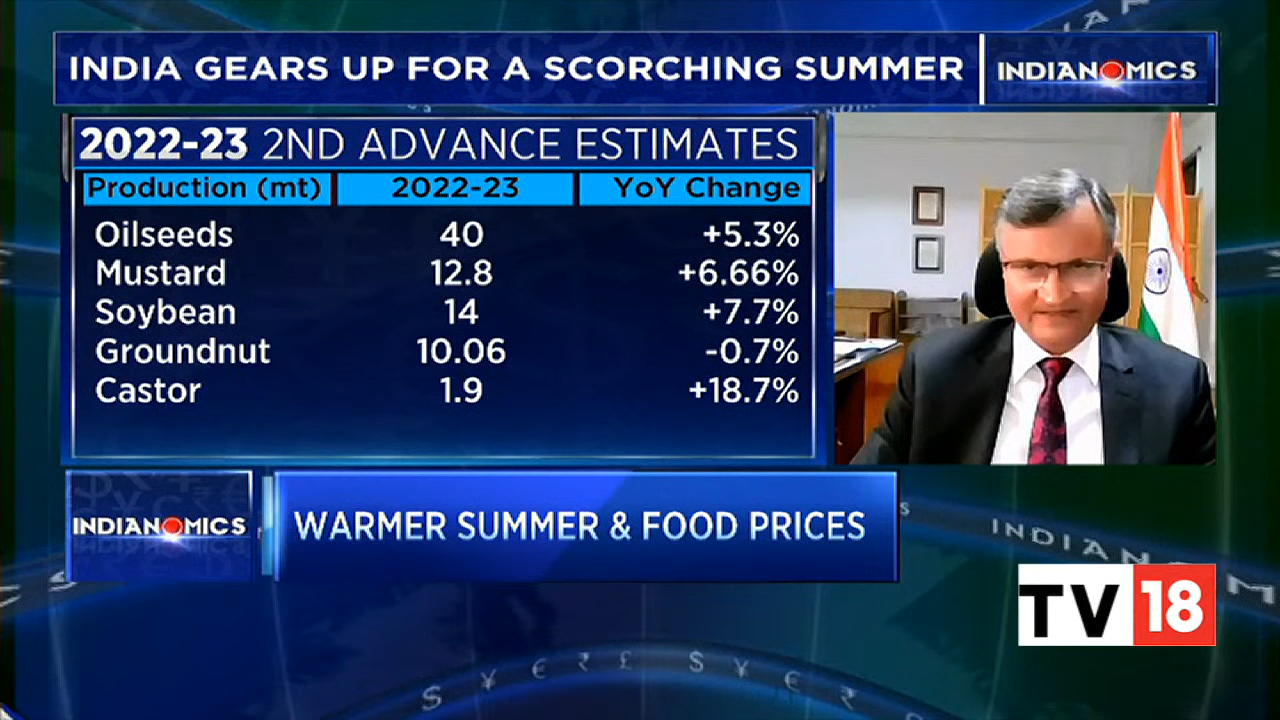 INDIA GEARS UP FOR A SCORCHING SUMMER
INDIANOMICS
2022-23 2ND ADVANCE ESTIMATES
Production (mt) 2022-23 YoY Change
Oilseeds 40 +5.3%
Mustard 12.8 +6.66%
Soybean 14 +7.7%
Groundnut 10.06 -0.7%
Castor 1.9 +18.7%
INDIANOMICS
WARMER SUMMER & FOOD PRICES
TV18
$ ¥ € ₹ £ $ ¥ € ₹